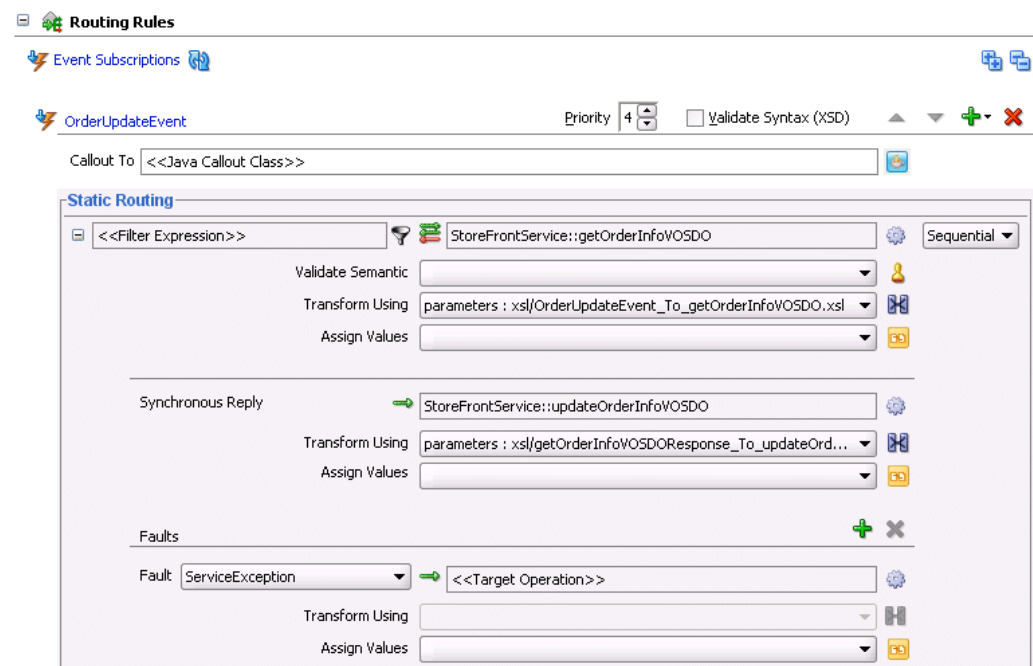 Routing Rules
Event Subscriptions
OrderUpdateEvent Priority 4 Validate Syntax (XSD)
Callout To <<Java Callout Class>>
Static Routing
<<Filter Expression>> StoreFrontService::getOrderInfoVOSDO Sequential
Validate Semantic
Transform Using parameters : xsl/OrderUpdateEvent_To_getOrderInfoVOSDO.xsl
Assign Values
Synchronous Reply StoreFrontService::updateOrderInfoVOSDO
Transform Using parameters : xsl/getOrderInfoVOSDOResponse_To_updateOrd...
Assign Values
Faults
Fault ServiceException <<Target Operation>>
Transform Using
Assign Values